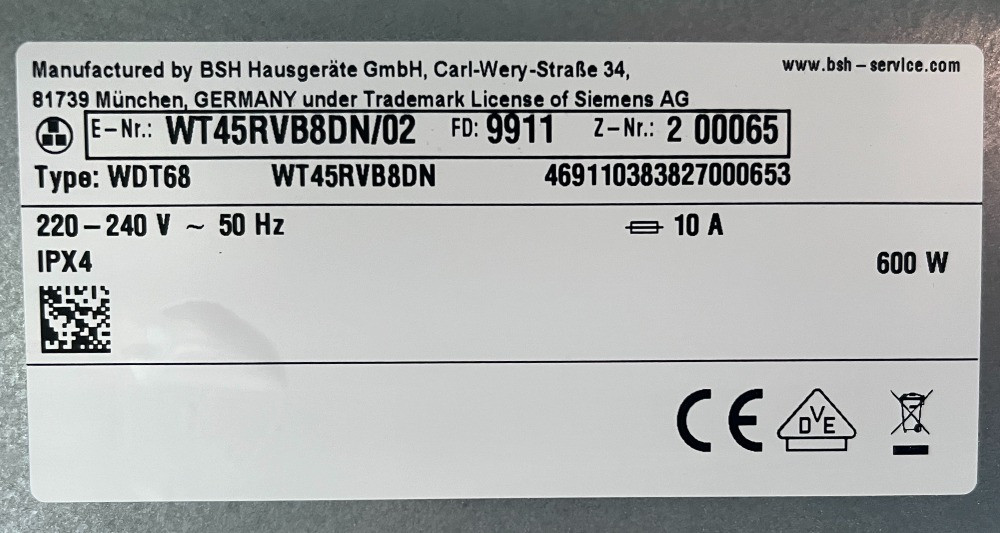 Manufactured by BSH Hausgeräte GmbH, Carl-Wery-Straße 34,
www.bsh-service.com
81739 München, GERMANY under Trademark License of Siemens AG
E-Nr.: WT45RVB8DN/02 FD: 9911 Z-Nr.: 2 00065
Type: WDT68 WT45RVB8DN 469110383827000653
220-240 V ~ 50 Hz 10 A
IPX4 600 W
CE DVE